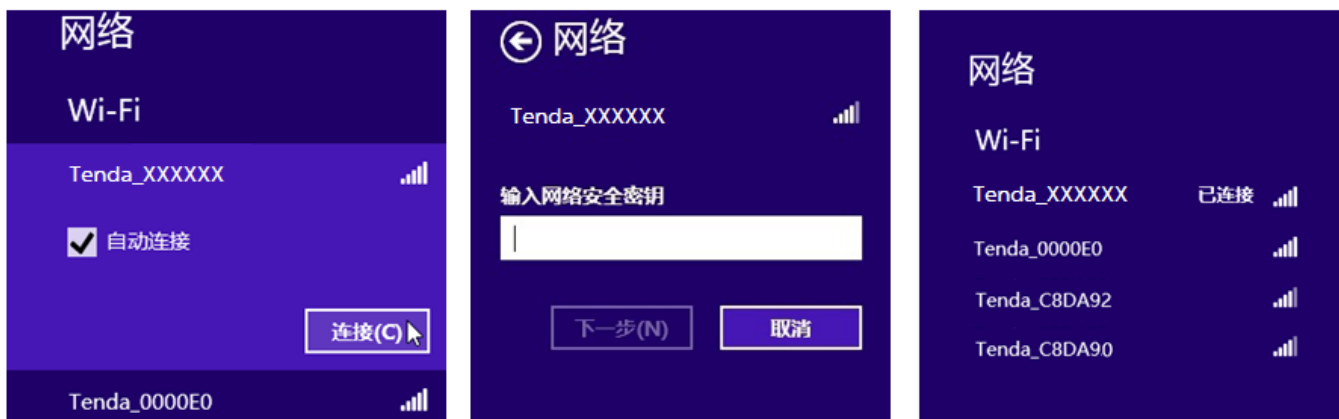 网络
Wi-Fi
Tenda_XXXXXX
自动连接
连接(C)
Tenda_0000E0
网络
Tenda_XXXXXX
输入网络安全密钥
下一步(N)
取消
网络
Wi-Fi
Tenda_XXXXXX 已连接
Tenda_0000E0
Tenda_C8DA92
Tenda_C8DA90